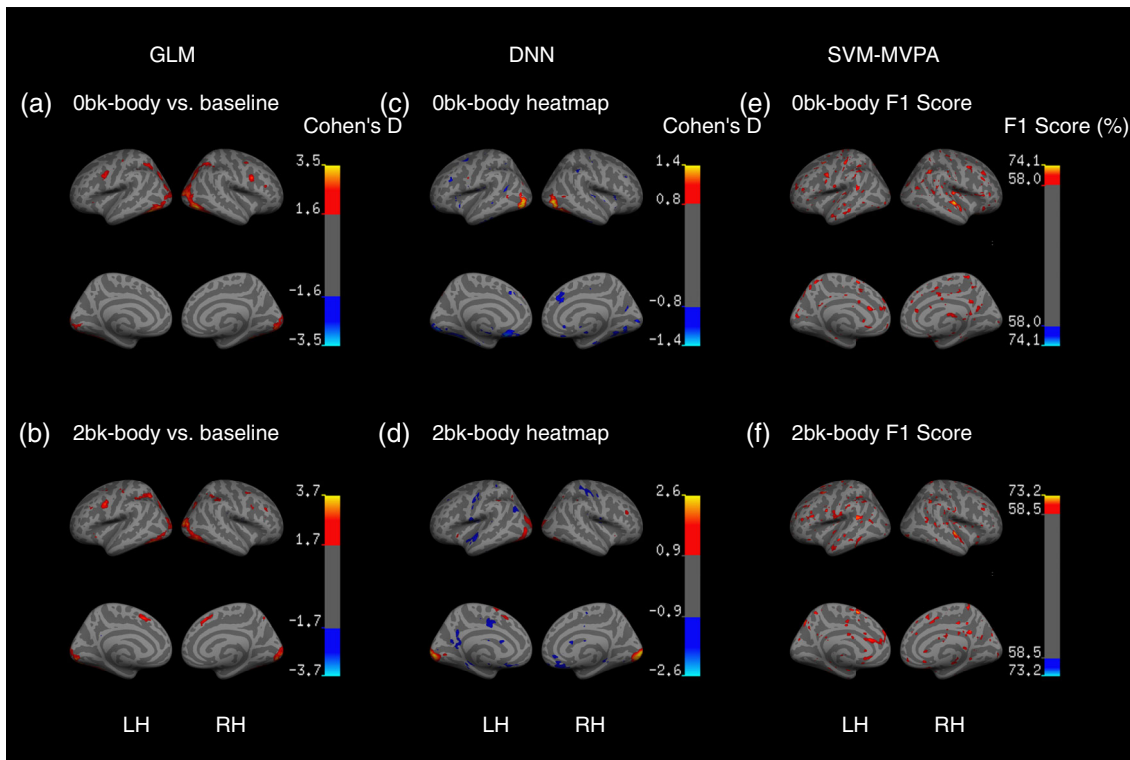 GLM
DNN
SVM-MVPA
(a) 0bk-body vs. baseline
(c) 0bk-body heatmap
(e) 0bk-body F1 Score
Cohen's D
Cohen's D
F1 Score (%)
3.5
1.6
-1.6
-3.5
1.4
0.8
-0.8
-1.4
74.1
58.0
58.0
74.1
(b) 2bk-body vs. baseline
(d) 2bk-body heatmap
(f) 2bk-body F1 Score
3.7
1.7
-1.7
-3.7
2.6
0.9
-0.9
-2.6
73.2
58.5
58.5
73.2
LH
RH
LH
RH
LH
RH